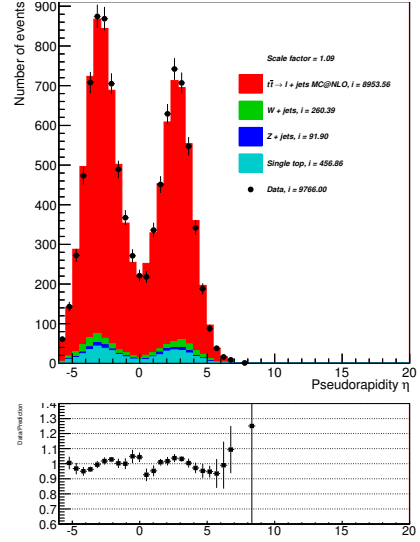 900
800
700
600
500
400
300
200
100
0
Number of events
Scale factor = 1.09
tt̄ → l + jets MC@NLO, i = 8953.56
W + jets, i = 260.39
Z + jets, i = 91.90
Single top, i = 456.86
Data, i = 9766.00
-5 0 5 10 15 20
Pseudorapidity η
Data/Prediction
1.4
1.3
1.2
1.1
1
0.9
0.8
0.7
0.6
-5 0 5 10 15 20